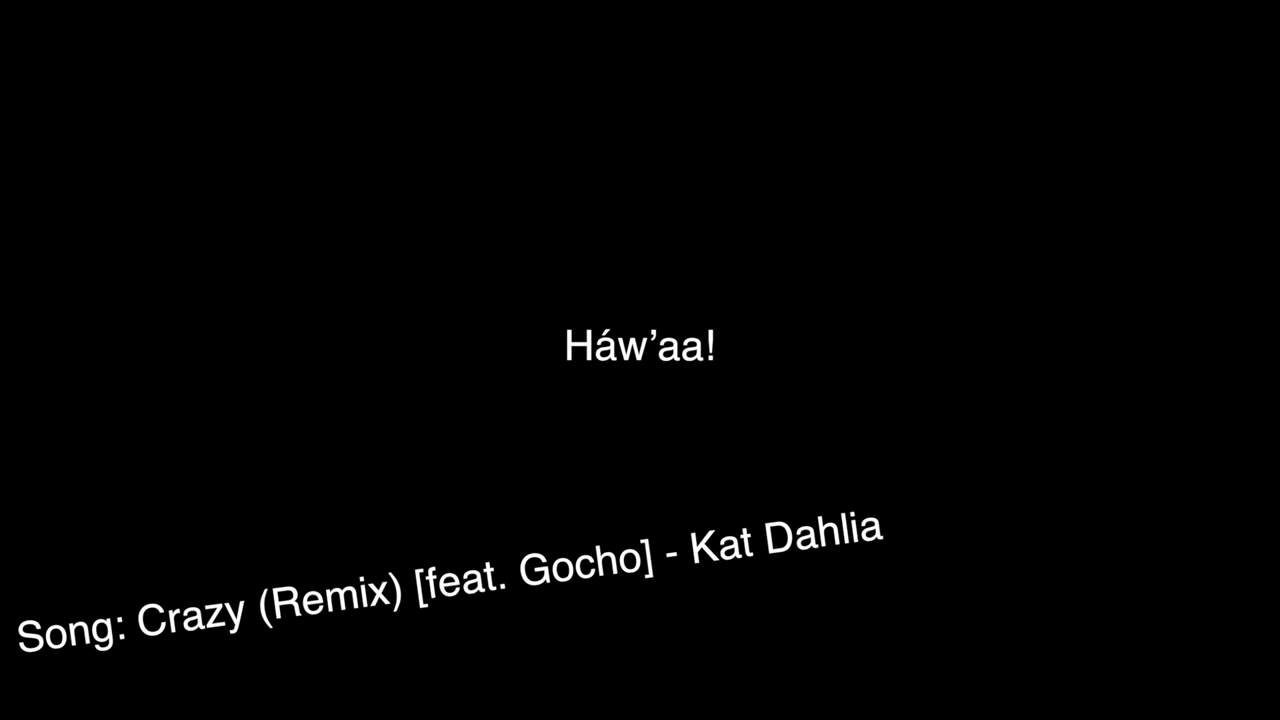 Háw’aa!
Song: Crazy (Remix) [feat. Gocho] - Kat Dahlia